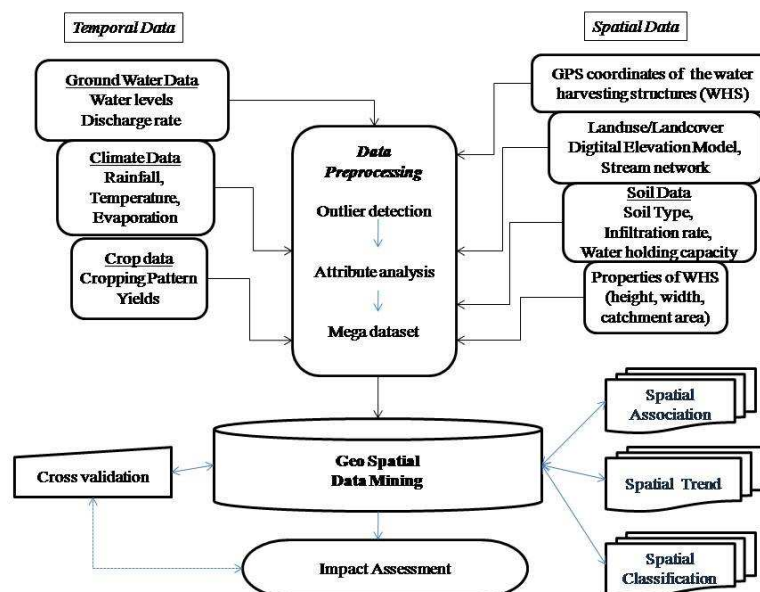 Temporal Data
Spatial Data
Ground Water Data
Water levels
Discharge rate
Climate Data
Rainfall,
Temperature,
Evaporation
Crop data
Cropping Pattern
Yields
Data
Preprocessing
Outlier detection
Attribute analysis
Mega dataset
GPS coordinates of the water
harvesting structures (WHS)
Landuse/Landcover
Digtital Elevation Model,
Stream network
Soil Data
Soil Type,
Infiltration rate,
Water holding capacity
Properties of WHS
(height, width,
catchment area)
Geo Spatial
Data Mining
Cross validation
Impact Assessment
Spatial
Association
Spatial Trend
Spatial
Classification